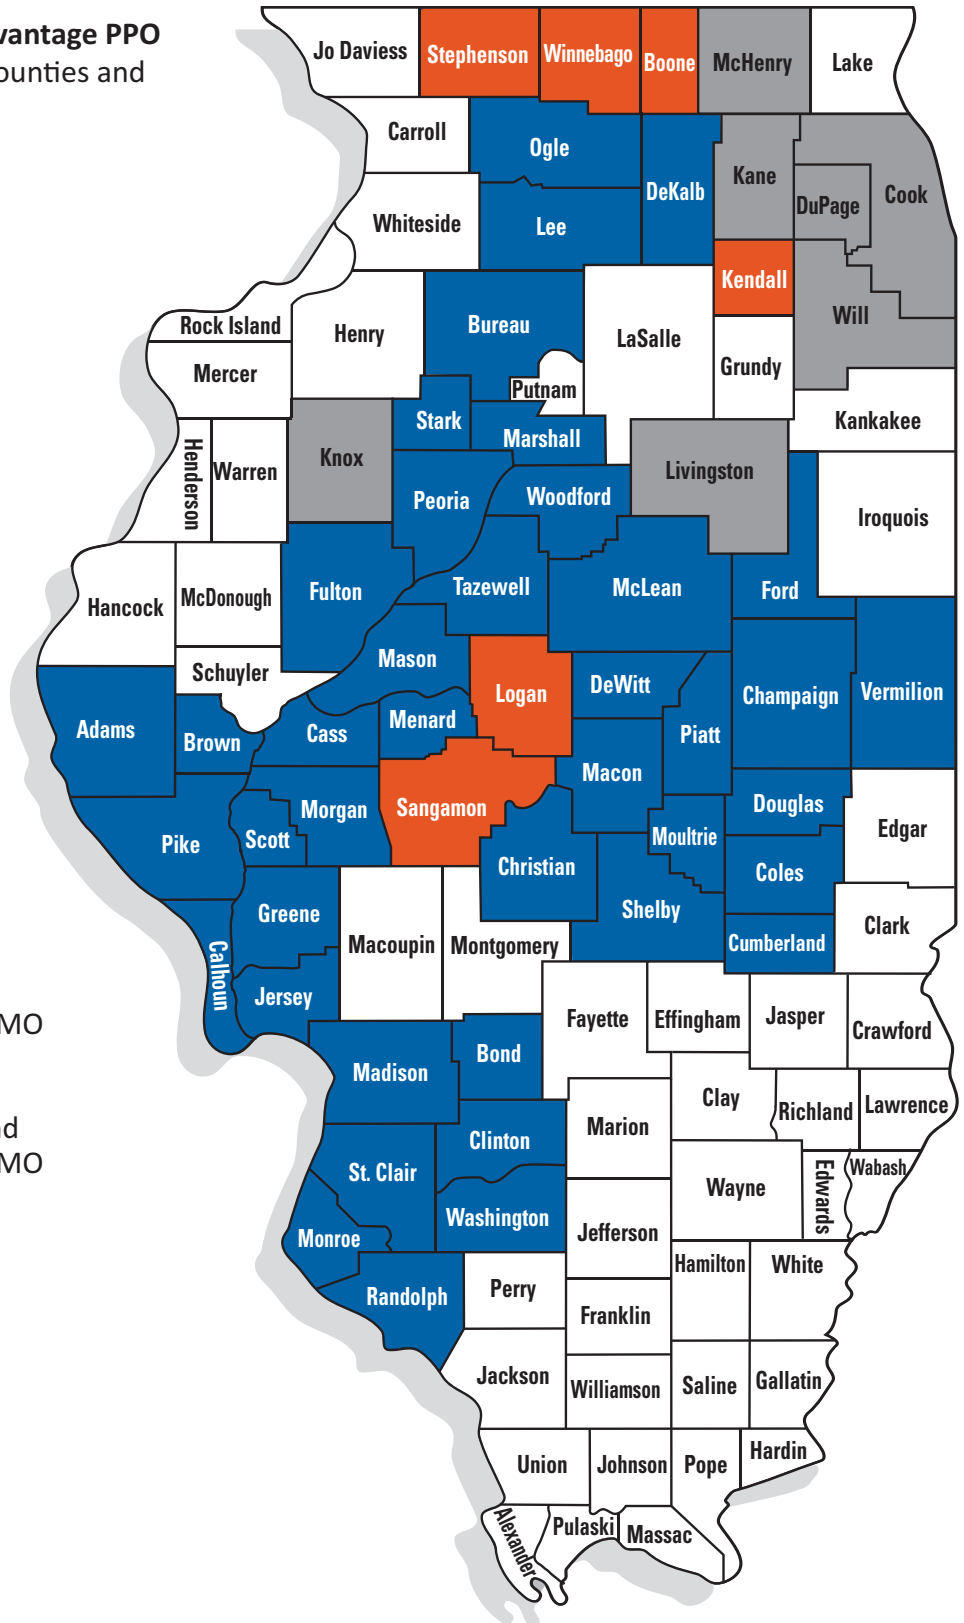 vantage PPO
ounties and
MO
nd
MO
Jo Daviess
Stephenson
Winnebago
Boone
McHenry
Lake
Carroll
Ogle
DeKalb
Kane
DuPage
Cook
Whiteside
Lee
Kendall
Will
Rock Island
Henry
Bureau
LaSalle
Grundy
Mercer
Putnam
Kankakee
Stark
Marshall
Henderson
Warren
Knox
Peoria
Woodford
Livingston
Iroquois
Hancock
McDonough
Fulton
Tazewell
McLean
Ford
Schuyler
Mason
Logan
DeWitt
Champaign
Vermilion
Adams
Brown
Cass
Menard
Piatt
Macon
Pike
Scott
Morgan
Sangamon
Christian
Moultrie
Douglas
Edgar
Coles
Greene
Shelby
Clark
Calhoun
Jersey
Macoupin
Montgomery
Cumberland
Fayette
Effingham
Jasper
Crawford
Madison
Bond
Marion
Clay
Richland
Lawrence
St. Clair
Clinton
Wayne
Edwards
Wabash
Monroe
Washington
Jefferson
Hamilton
White
Randolph
Perry
Franklin
Jackson
Williamson
Saline
Gallatin
Union
Johnson
Pope
Hardin
Alexander
Pulaski
Massac